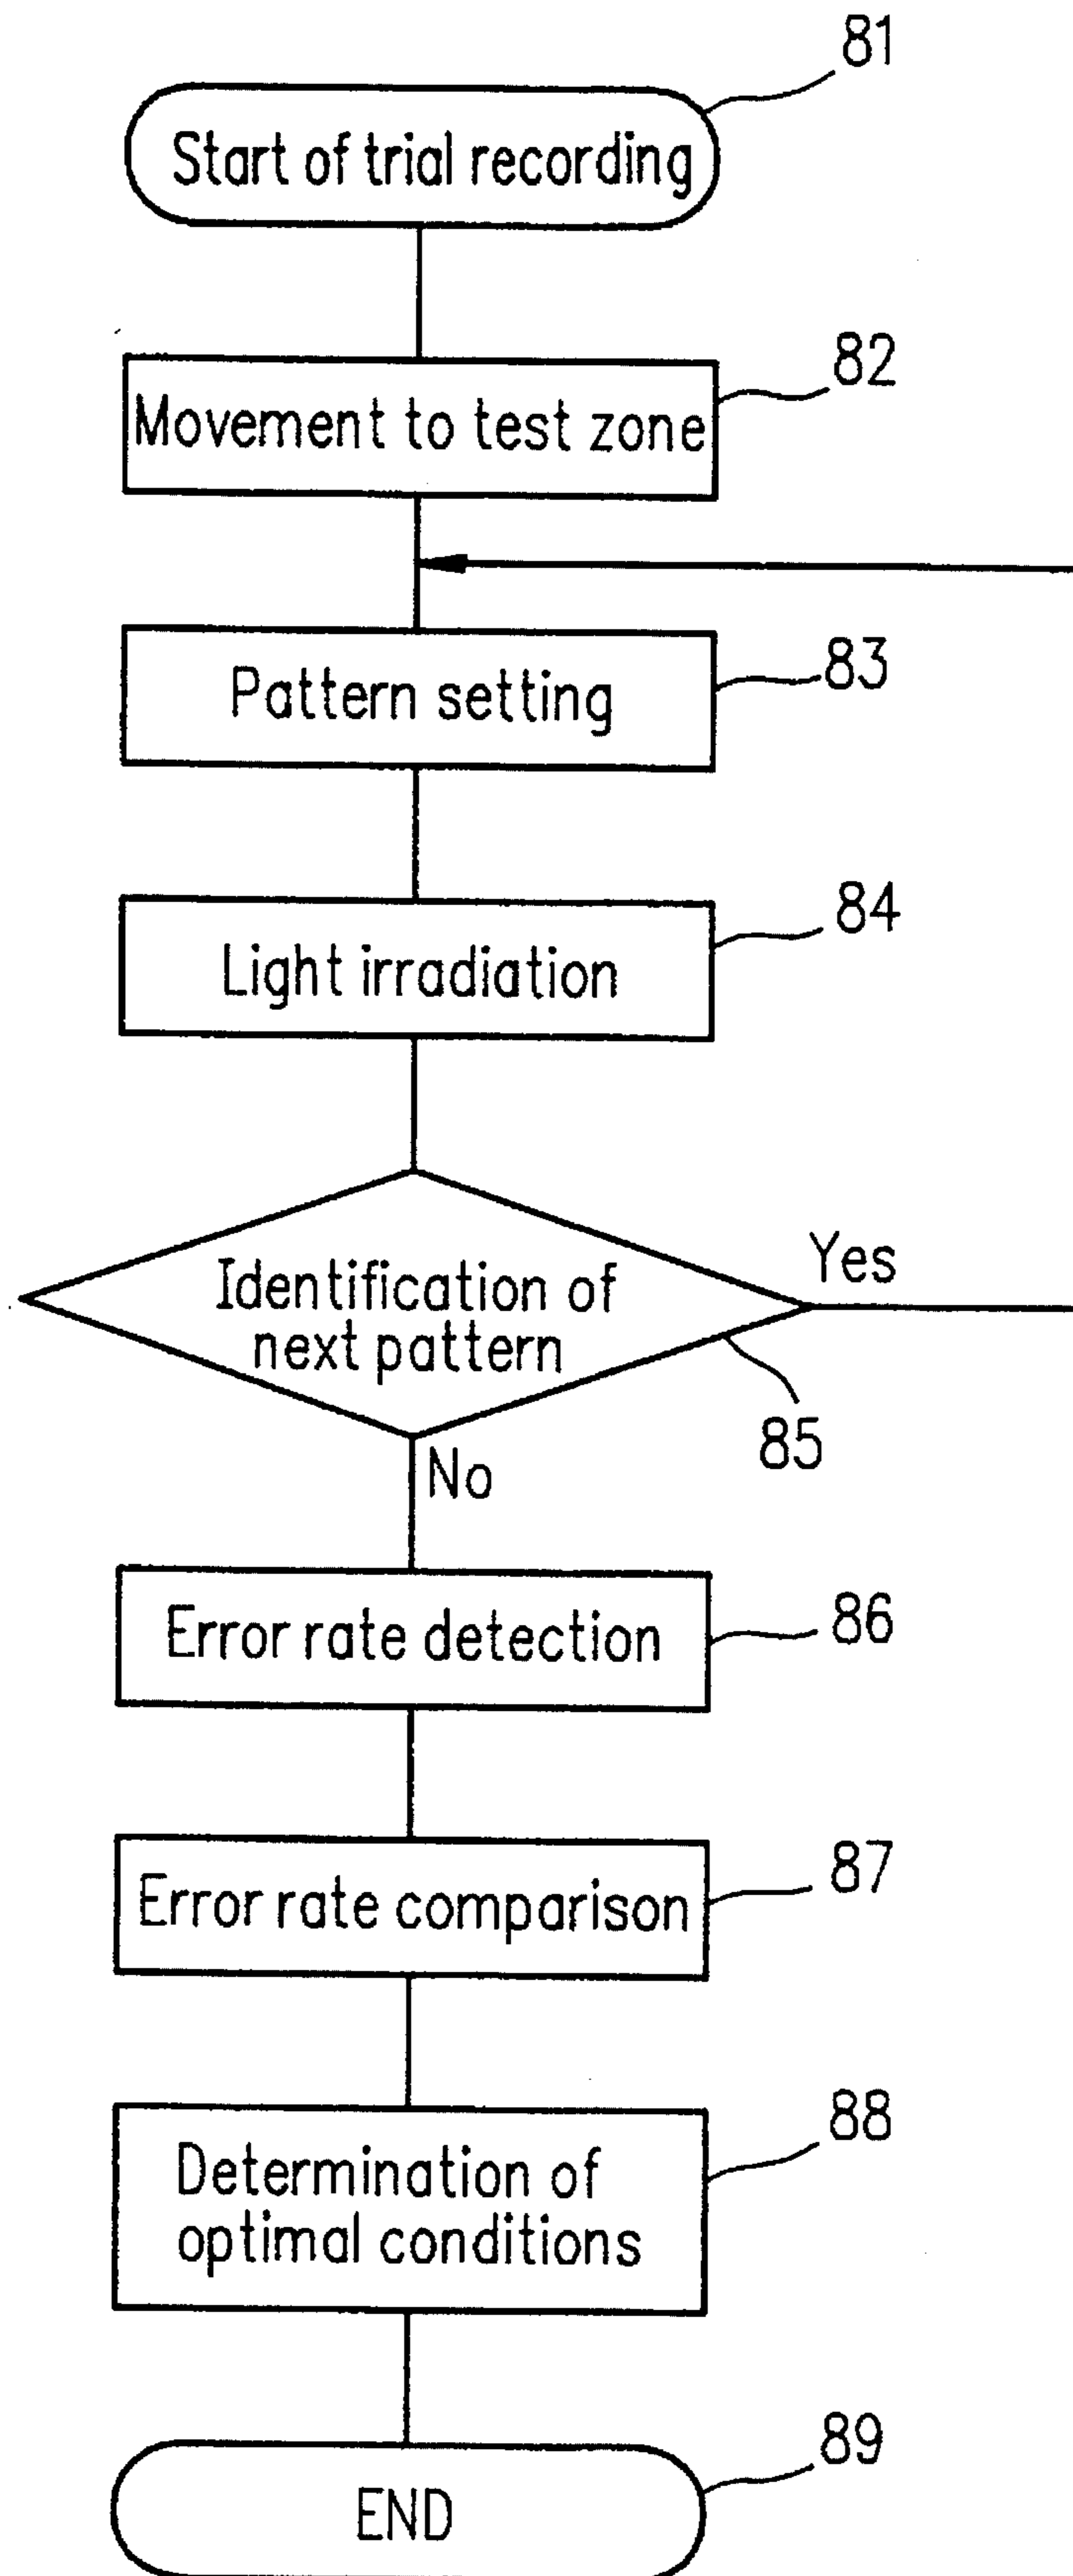 81
Start of trial recording
82
Movement to test zone
83
Pattern setting
84
Light irradiation
Yes
Identification of
next pattern
85
No
86
Error rate detection
87
Error rate comparison
88
Determination of
optimal conditions
89
END